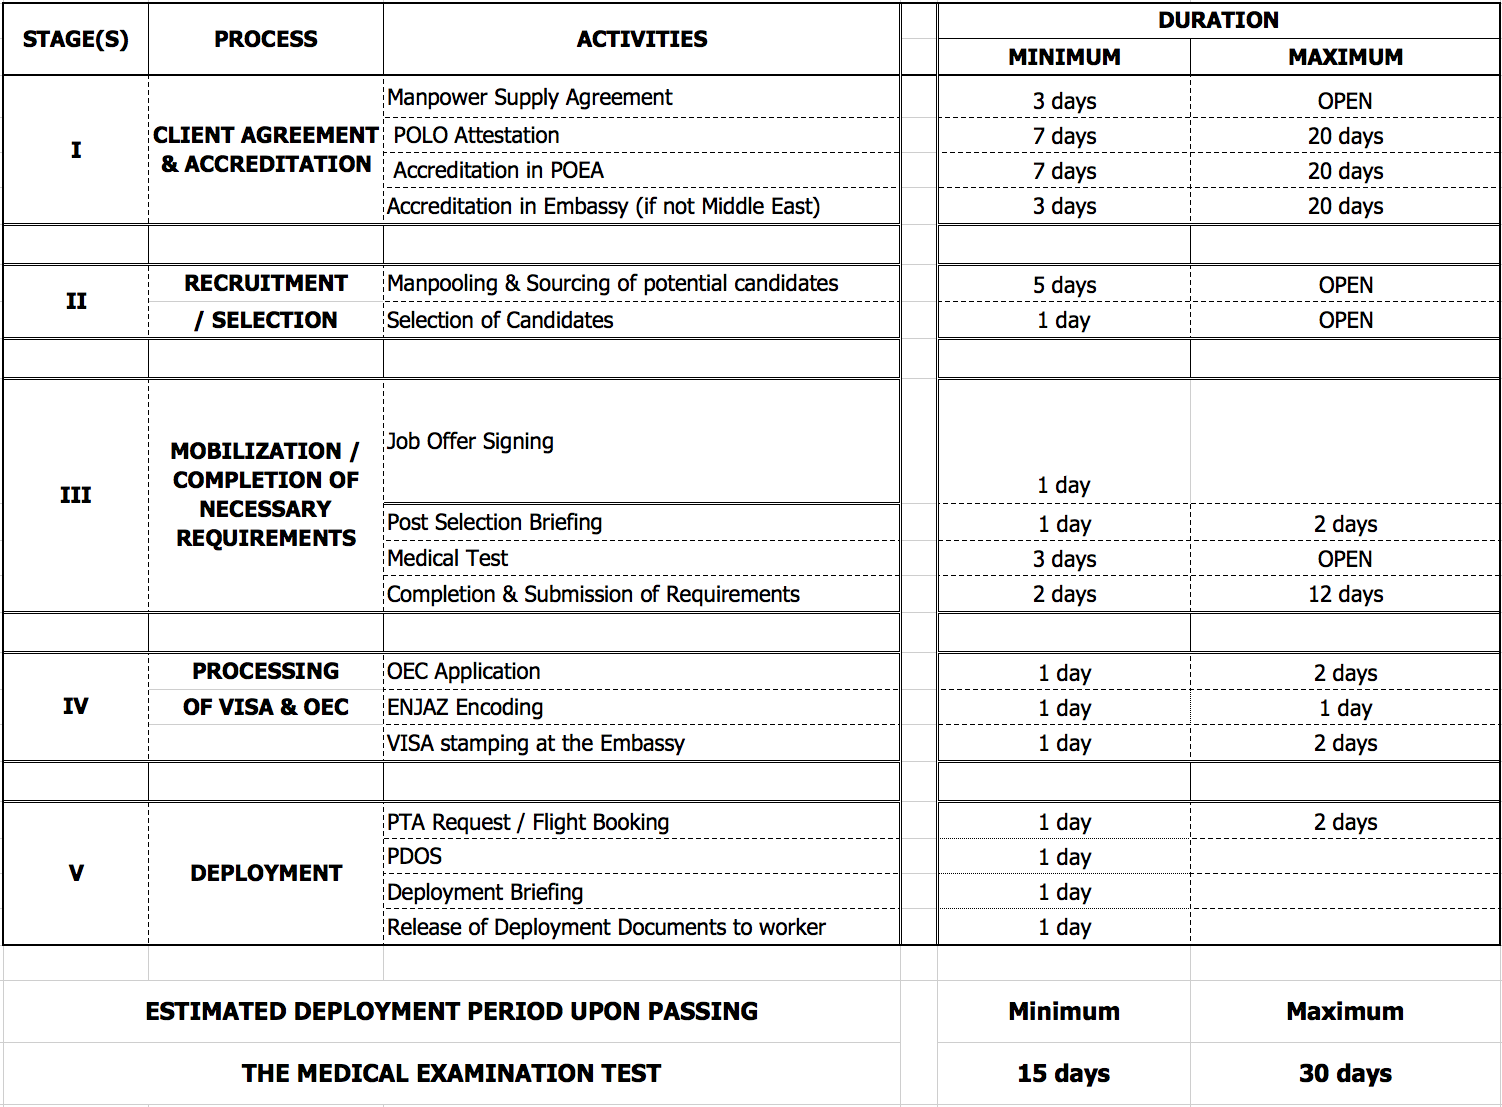 STAGE(S) PROCESS ACTIVITIES DURATION
MINIMUM MAXIMUM
I
CLIENT AGREEMENT
& ACCREDITATION
Manpower Supply Agreement 3 days OPEN
POLO Attestation 7 days 20 days
Accreditation in POEA 7 days 20 days
Accreditation in Embassy (if not Middle East) 3 days 20 days
II
RECRUITMENT
/ SELECTION
Manpooling & Sourcing of potential candidates 5 days OPEN
Selection of Candidates 1 day OPEN
III
MOBILIZATION /
COMPLETION OF
NECESSARY
REQUIREMENTS
Job Offer Signing 1 day
Post Selection Briefing 1 day 2 days
Medical Test 3 days OPEN
Completion & Submission of Requirements 2 days 12 days
IV
PROCESSING
OF VISA & OEC
OEC Application 1 day 2 days
ENJAZ Encoding 1 day 1 day
VISA stamping at the Embassy 1 day 2 days
V
DEPLOYMENT
PTA Request / Flight Booking 1 day 2 days
PDOS 1 day
Deployment Briefing 1 day
Release of Deployment Documents to worker 1 day
ESTIMATED DEPLOYMENT PERIOD UPON PASSING Minimum Maximum
THE MEDICAL EXAMINATION TEST 15 days 30 days